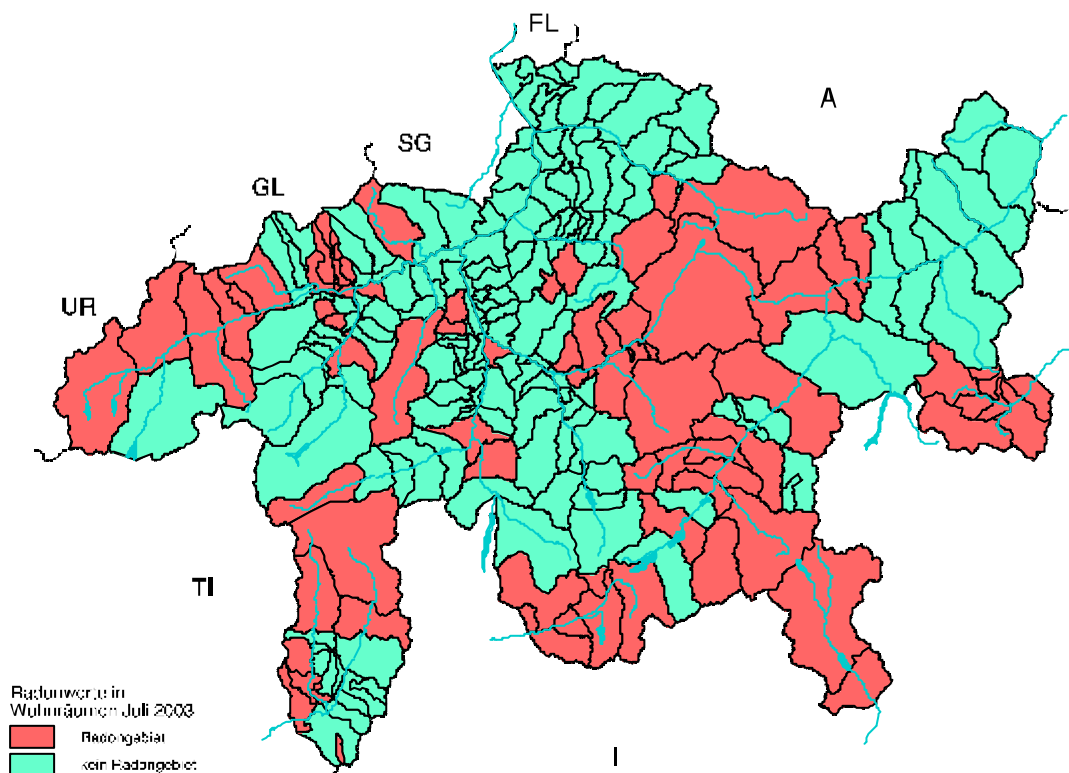 FL
A
SG
GL
UR
TI
I
Radonwerte in
Wohnräumen Juli 2003
Radongebiet
kein Radongebiet